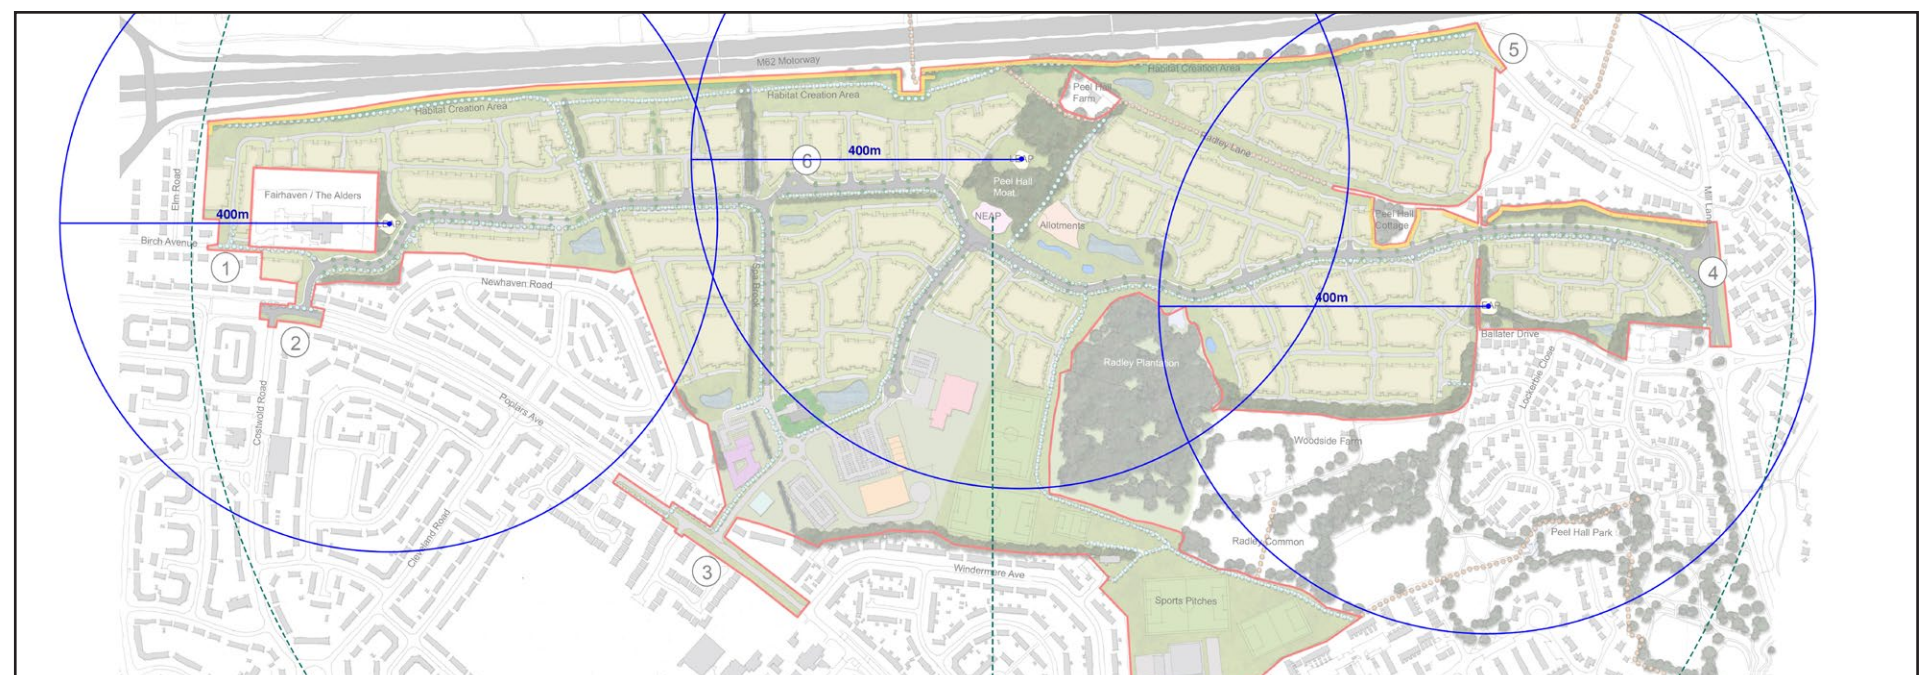 M62 Motorway
5
Peel Hall
Farm
Habitat Creation Area
Habitat Creation Area
Habitat Creation Area
Radley Lane
6
400m
LEAP
Elm Road
Fairhaven / The Alders
Peel Hall
Moat
Mill Lane
400m
NEAP
Allotments
Peel Hall
Cottage
Birch Avenue
1
4
Newhaven Road
400m
2
Ballater Drive
Radley Plantation
Lockerbie Close
Cotswold Road
Poplars Ave
Woodside Farm
Cleveland Road
Radley Common
Peel Hall Park
3
Windermere Ave
Sports Pitches